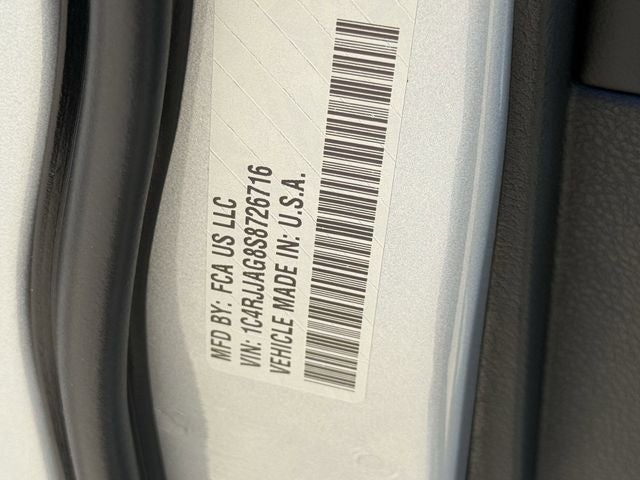 MFD BY: FCA US LLC
VIN: 1C4RJJAG8S8726716
VEHICLE MADE IN: U.S.A.